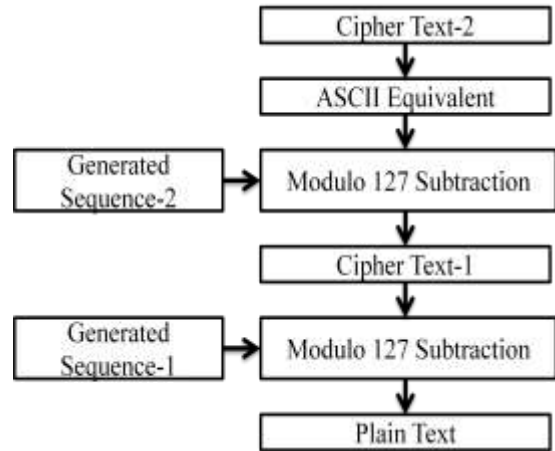 Cipher Text-2
ASCII Equivalent
Generated
Sequence-2
Modulo 127 Subtraction
Cipher Text-1
Generated
Sequence-1
Modulo 127 Subtraction
Plain Text